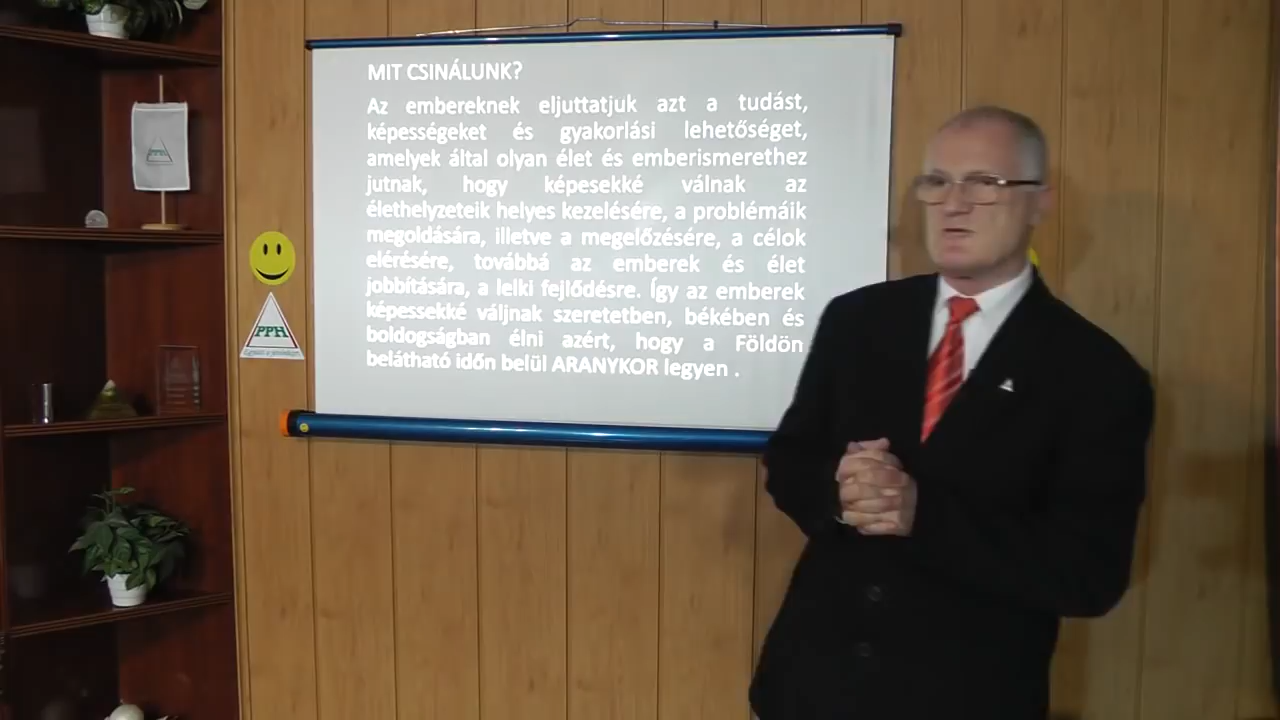 MIT CSINÁLUNK?
Az embereknek eljuttatjuk azt a tudást,
képességeket és gyakorlási lehetőséget,
amelyek által olyan élet és emberismerethez
jutnak, hogy képesekké válnak az
élethelyzeteik helyes kezelésére, a problémáik
megoldására, illetve a megelőzésére, a célok
elérésére, továbbá az emberek és élet
jobbítására, a lelki fejlődésre. Így az emberek
képessekké váljnak szeretetben, békében és
boldogságban élni azért, hogy a Földön
belátható időn belül ARANYKOR legyen .
PPH